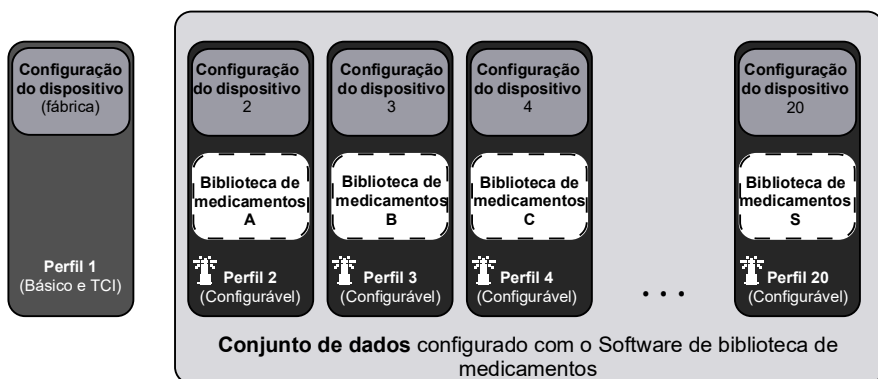 Configuração
do dispositivo
(fábrica)
Perfil 1
(Básico e TCI)
Configuração
do dispositivo
2
Biblioteca de
medicamentos
A
Perfil 2
(Configurável)
Configuração
do dispositivo
3
Biblioteca de
medicamentos
B
Perfil 3
(Configurável)
Configuração
do dispositivo
4
Biblioteca de
medicamentos
C
Perfil 4
(Configurável)
. . .
Configuração
do dispositivo
20
Biblioteca de
medicamentos
S
Perfil 20
(Configurável)
Conjunto de dados configurado com o Software de biblioteca de
medicamentos